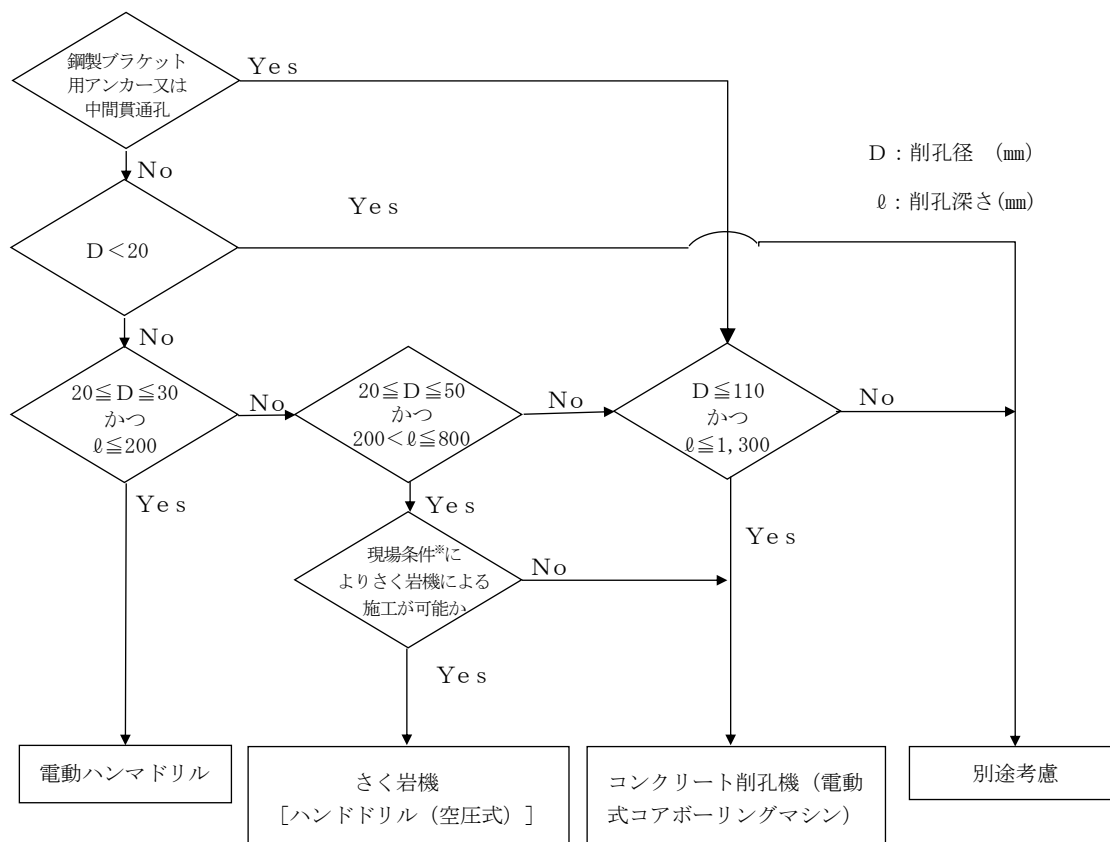 鋼製ブラケット
用アンカー又は
中間貫通孔
Yes
No
D：削孔径　(㎜)
ℓ：削孔深さ(㎜)
D＜20
Yes
No
20≦D≦30
かつ
ℓ≦200
No
20≦D≦50
かつ
200＜ℓ≦800
No
D≦110
かつ
ℓ≦1,300
No
Yes
Yes
Yes
現場条件※に
よりさく岩機による
施工が可能か
No
Yes
電動ハンマドリル
さく岩機
［ハンドドリル（空圧式）］
コンクリート削孔機（電動
式コアボーリングマシン）
別途考慮